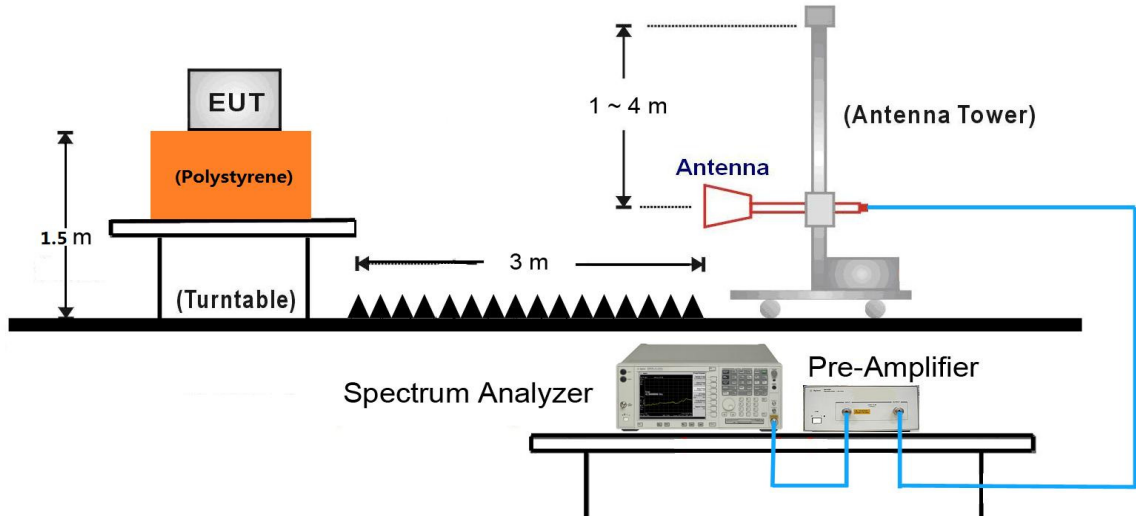 EUT
1 ~ 4 m
(Antenna Tower)
(Polystyrene)
Antenna
1.5 m
3 m
(Turntable)
Spectrum Analyzer
Pre-Amplifier